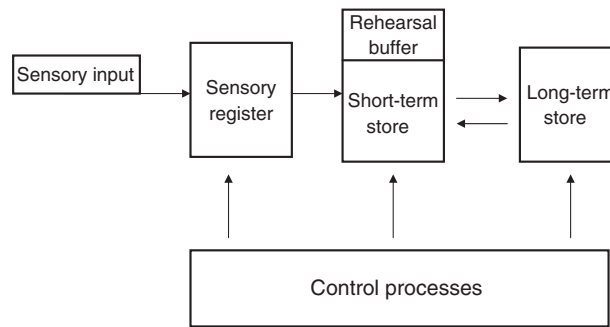 Rehearsal
buffer
Sensory input
Sensory
register
Short-term
store
Long-term
store
Control processes